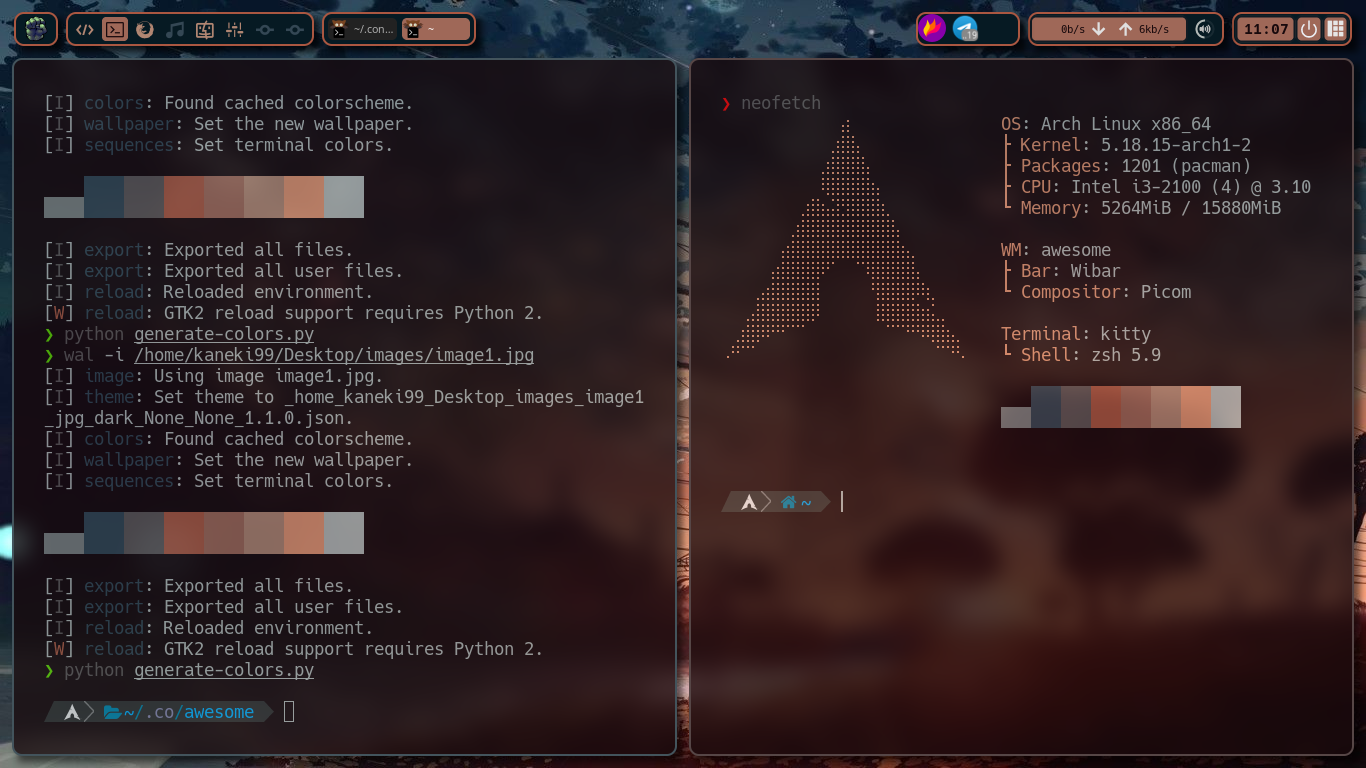 ~/.con...
~
19
0b/s
6kb/s
11:07
[I] colors: Found cached colorscheme.
[I] wallpaper: Set the new wallpaper.
[I] sequences: Set terminal colors.
[I] export: Exported all files.
[I] export: Exported all user files.
[I] reload: Reloaded environment.
[W] reload: GTK2 reload support requires Python 2.
❯ python generate-colors.py
❯ wal -i /home/kaneki99/Desktop/images/image1.jpg
[I] image: Using image image1.jpg.
[I] theme: Set theme to _home_kaneki99_Desktop_images_image1
_jpg_dark_None_None_1.1.0.json.
[I] colors: Found cached colorscheme.
[I] wallpaper: Set the new wallpaper.
[I] sequences: Set terminal colors.
[I] export: Exported all files.
[I] export: Exported all user files.
[I] reload: Reloaded environment.
[W] reload: GTK2 reload support requires Python 2.
❯ python generate-colors.py
~/.co/awesome
❯ neofetch
OS: Arch Linux x86_64
Kernel: 5.18.15-arch1-2
Packages: 1201 (pacman)
CPU: Intel i3-2100 (4) @ 3.10
Memory: 5264MiB / 15880MiB
WM: awesome
Bar: Wibar
Compositor: Picom
Terminal: kitty
Shell: zsh 5.9
~